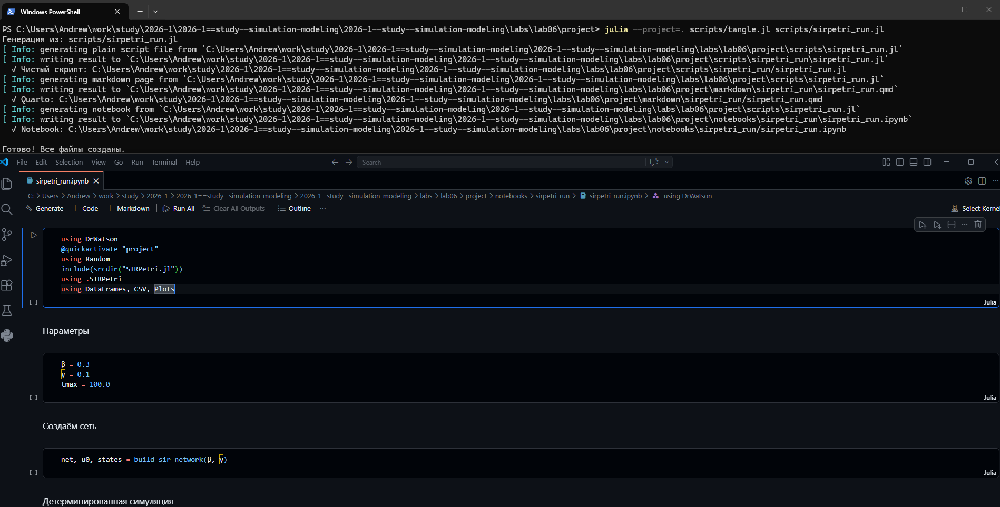 Windows PowerShell
PS C:\Users\Andrew\work\study\2026-1\2026-1==study--simulation-modeling\2026-1--study--simulation-modeling\labs\lab06\project> julia --project=. scripts/tangle.jl scripts/sirpetri_run.jl
Генерация из: scripts/sirpetri_run.jl
[ Info: generating plain script file from `C:\Users\Andrew\work\study\2026-1\2026-1==study--simulation-modeling\2026-1--study--simulation-modeling\labs\lab06\project\scripts\sirpetri_run.jl`
[ Info: writing result to `C:\Users\Andrew\work\study\2026-1\2026-1==study--simulation-modeling\2026-1--study--simulation-modeling\labs\lab06\project\scripts\sirpetri_run\sirpetri_run.jl`
✓ Чистый скрипт: C:\Users\Andrew\work\study\2026-1\2026-1==study--simulation-modeling\2026-1--study--simulation-modeling\labs\lab06\project\scripts\sirpetri_run/sirpetri_run.jl
[ Info: generating markdown page from `C:\Users\Andrew\work\study\2026-1\2026-1==study--simulation-modeling\2026-1--study--simulation-modeling\labs\lab06\project\scripts\sirpetri_run.jl`
[ Info: writing result to `C:\Users\Andrew\work\study\2026-1\2026-1==study--simulation-modeling\2026-1--study--simulation-modeling\labs\lab06\project\markdown\sirpetri_run\sirpetri_run.qmd`
✓ Quarto: C:\Users\Andrew\work\study\2026-1\2026-1==study--simulation-modeling\2026-1--study--simulation-modeling\labs\lab06\project\markdown\sirpetri_run/sirpetri_run.qmd
[ Info: generating notebook from `C:\Users\Andrew\work\study\2026-1\2026-1==study--simulation-modeling\2026-1--study--simulation-modeling\labs\lab06\project\scripts\sirpetri_run.jl`
[ Info: writing result to `C:\Users\Andrew\work\study\2026-1\2026-1==study--simulation-modeling\2026-1--study--simulation-modeling\labs\lab06\project\notebooks\sirpetri_run\sirpetri_run.ipynb`
✓ Notebook: C:\Users\Andrew\work\study\2026-1\2026-1==study--simulation-modeling\2026-1--study--simulation-modeling\labs\lab06\project\notebooks\sirpetri_run/sirpetri_run.ipynb
Готово! Все файлы созданы.
File Edit Selection View Go Run Terminal Help Search
sirpetri_run.ipynb
C: > Users > Andrew > work > study > 2026-1 > 2026-1==study--simulation-modeling > 2026-1--study--simulation-modeling > labs > lab06 > project > notebooks > sirpetri_run > sirpetri_run.ipynb > using DrWatson
Generate + Code + Markdown Run All Clear All Outputs Outline ... Select Kerne
using DrWatson
@quickactivate "project"
using Random
include(srcdir("SIRPetri.jl"))
using .SIRPetri
using DataFrames, CSV, Plots
[ ] Julia
Параметры
β = 0.3
γ = 0.1
tmax = 100.0
[ ] Julia
Создаём сеть
net, u0, states = build_sir_network(β, γ)
[ ] Julia
Детерминированная симуляция